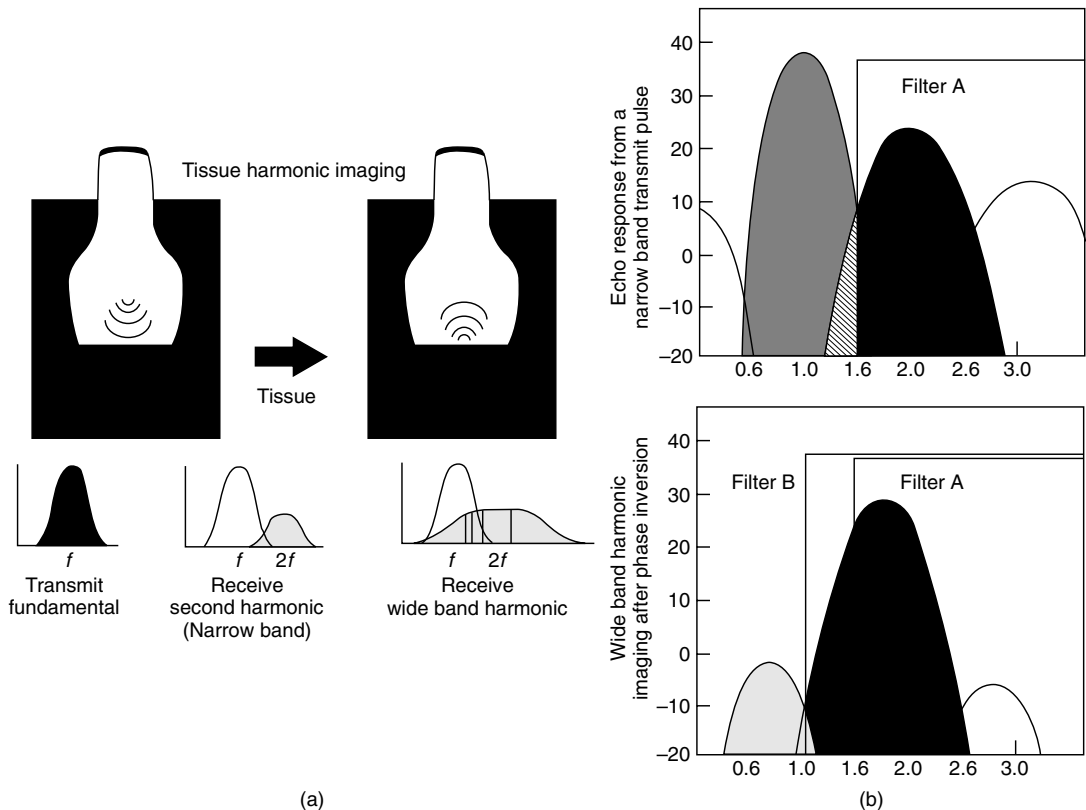 Tissue harmonic imaging
Tissue
f
Transmit
fundamental
f 2f
Receive
second harmonic
(Narrow band)
f 2f
Receive
wide band harmonic
(a)
Echo response from a
narrow band transmit pulse
40
30
20
10
0
−10
−20
Filter A
0.6 1.0 1.6 2.0 2.6 3.0
Wide band harmonic
imaging after phase inversion
40
30
20
10
0
−10
−20
Filter B Filter A
0.6 1.0 1.6 2.0 2.6 3.0
(b)